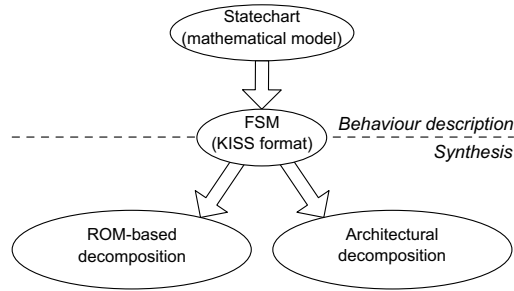 Statechart
(mathematical model)
FSM
(KISS format)
Behaviour description
Synthesis
ROM-based
decomposition
Architectural
decomposition